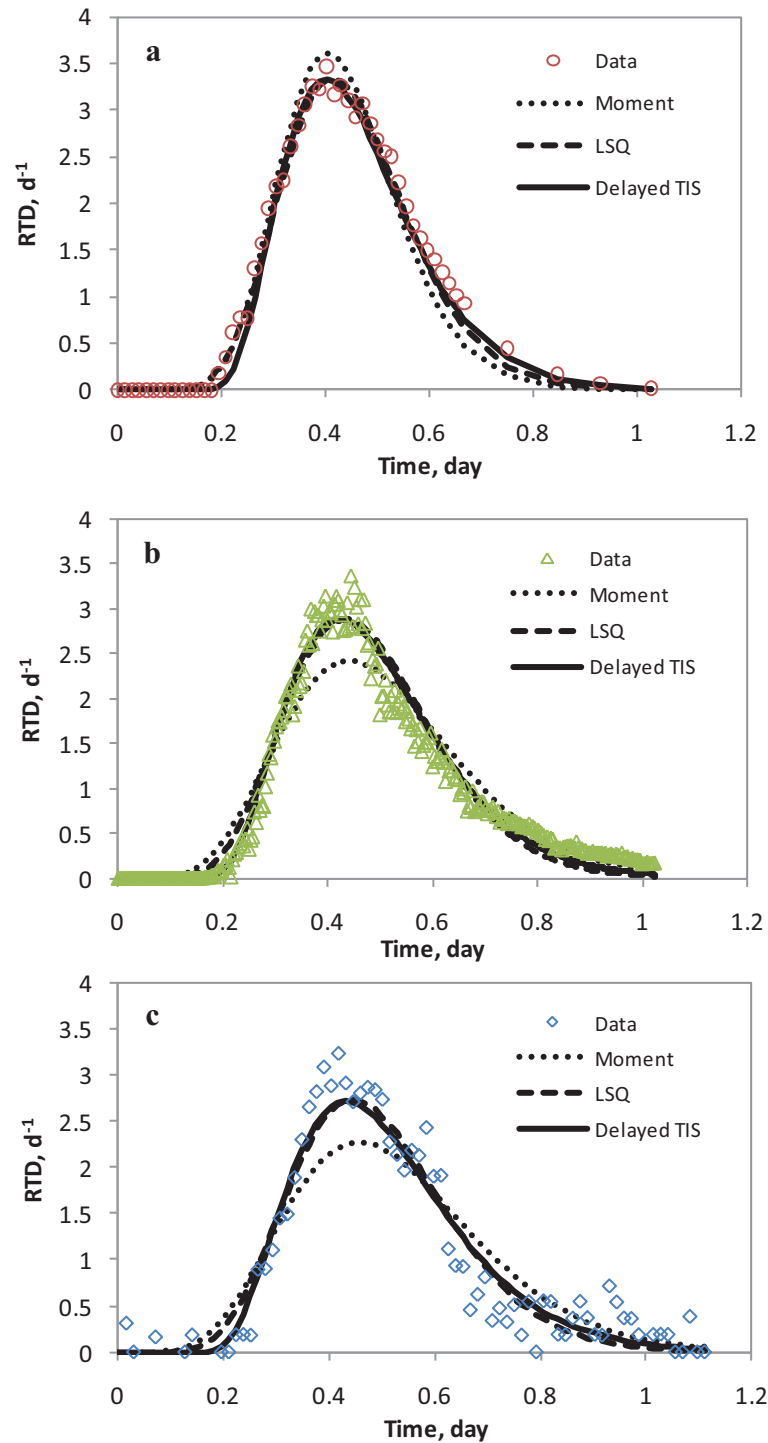 4
a
3.5
Data
3
Moment
2.5
LSQ
2
Delayed TIS
1.5
1
0.5
0
RTD, d-1
0 0.2 0.4 0.6 0.8 1 1.2
Time, day
4
b
3.5
Data
3
Moment
2.5
LSQ
2
Delayed TIS
1.5
1
0.5
0
RTD, d-1
0 0.2 0.4 0.6 0.8 1 1.2
Time, day
4
c
3.5
Data
3
Moment
2.5
LSQ
2
Delayed TIS
1.5
1
0.5
0
RTD, d-1
0 0.2 0.4 0.6 0.8 1 1.2
Time, day